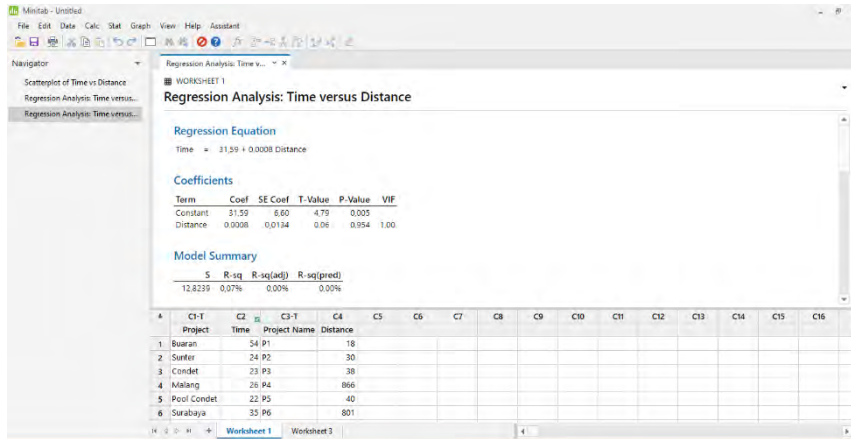 Minitab - Untitled
File Edit Data Calc Stat Graph View Help Assistant
Navigator
Scatterplot of Time vs Distance
Regression Analysis: Time versus...
Regression Analysis: Time versus...
Regression Analysis: Time v...
WORKSHEET 1
Regression Analysis: Time versus Distance
Regression Equation
Time = 31,59 + 0,0008 Distance
Coefficients
Term Coef SE Coef T-Value P-Value VIF
Constant 31,59 6,60 4,79 0,005
Distance 0,0008 0,0134 0,06 0,954 1,00
Model Summary
S R-sq R-sq(adj) R-sq(pred)
12,8239 0,07% 0,00% 0,00%
C1-T C2 C3-T C4 C5 C6 C7 C8 C9 C10 C11 C12 C13 C14 C15 C16
Project Time Project Name Distance
1 Buaran 54 P1 18
2 Sunter 24 P2 30
3 Condet 23 P3 38
4 Malang 26 P4 866
5 Pool Condet 22 P5 40
6 Surabaya 35 P6 801
Worksheet 1 Worksheet 3